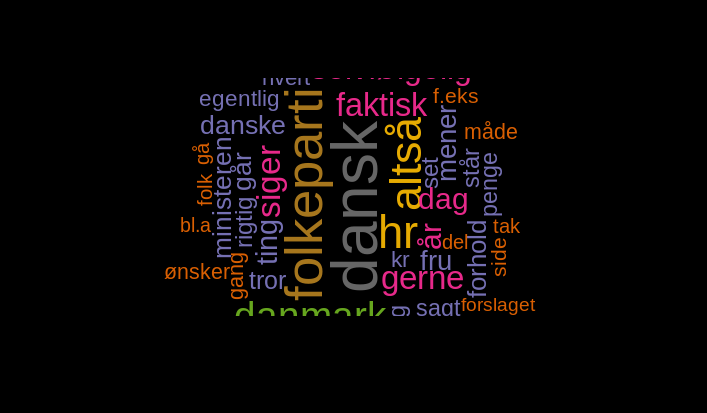 hvert
egentlig
faktisk
f.eks
danske
måde
folkeparti
dansk
altså
mener
gå
folk
ministeren
går
siger
set
står
penge
dag
bl.a
rigtig
ting
hr
år
del
tak
forhold
side
kr
fru
ønsker
gang
tror
gerne
danmark
sagt
forslaget